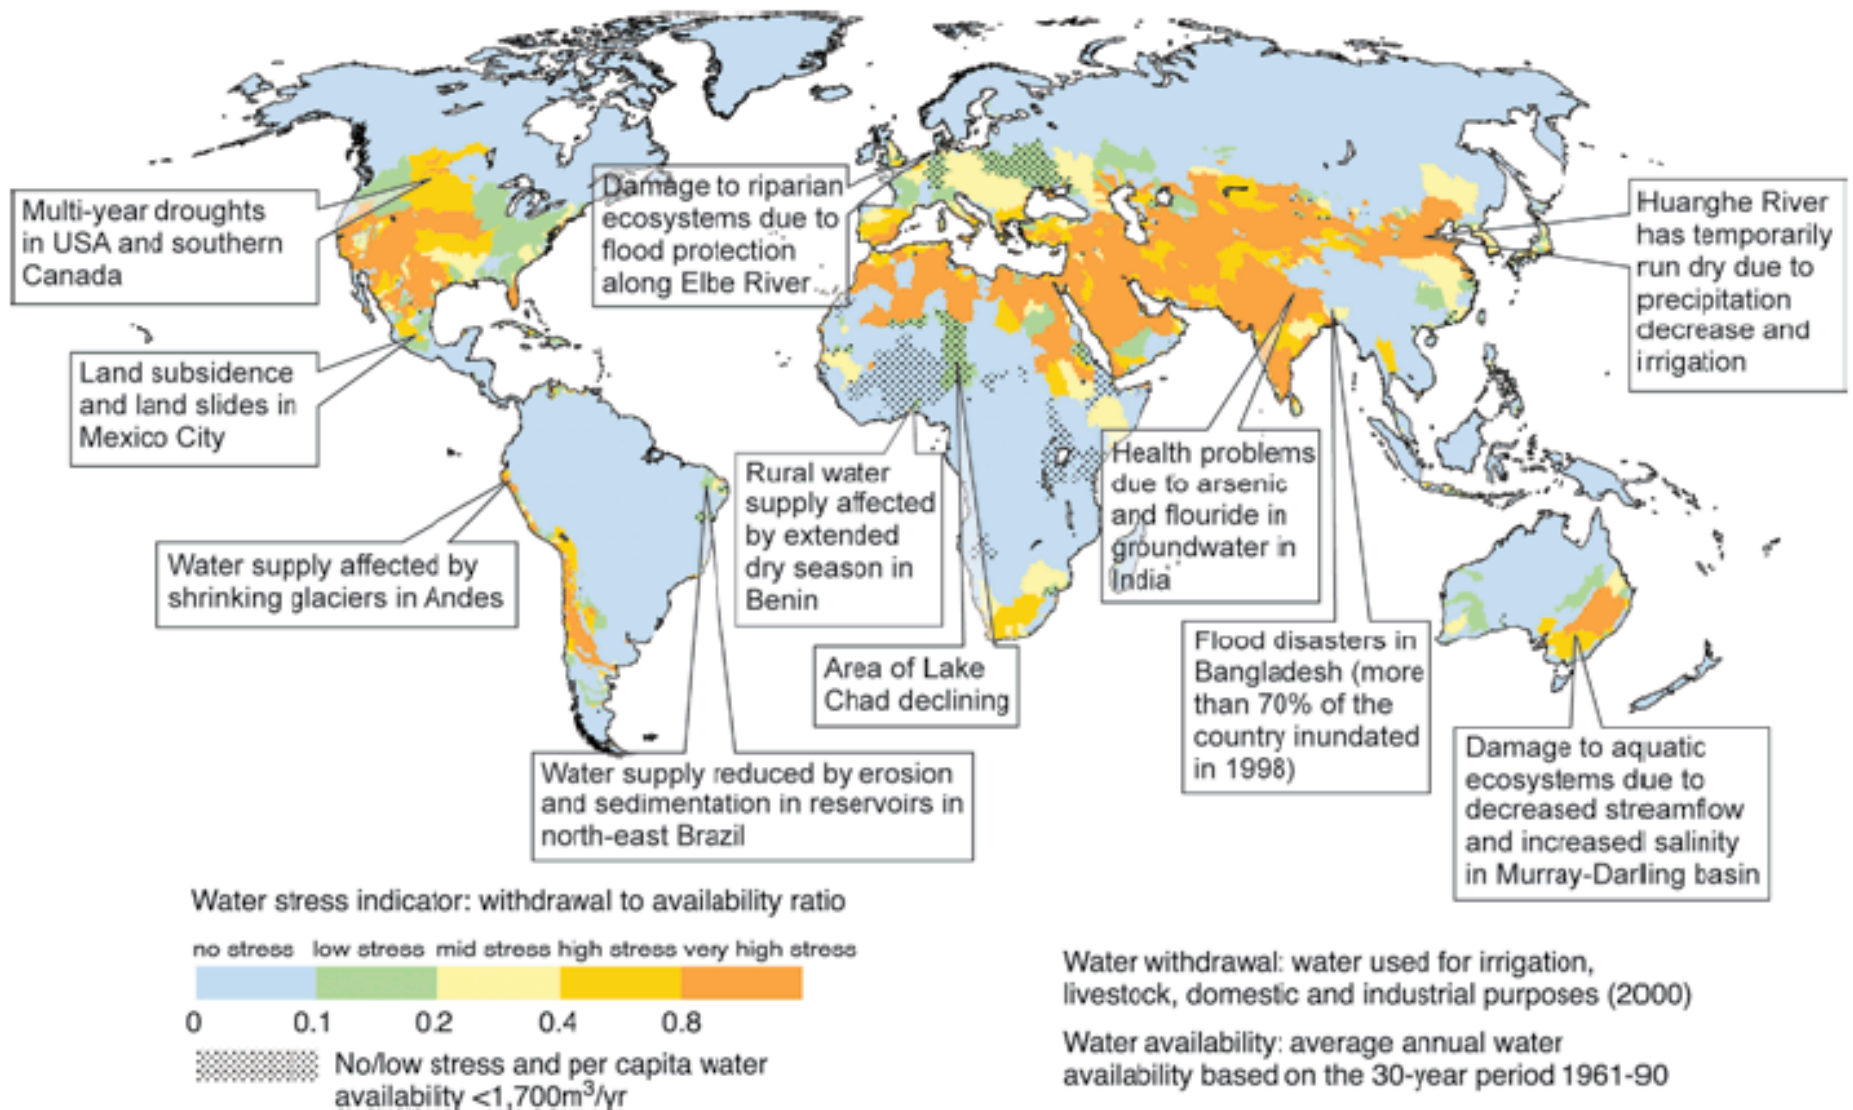 Multi-year droughts
in USA and southern
Canada
Land subsidence
and land slides in
Mexico City
Water supply affected by
shrinking glaciers in Andes
Damage to riparian
ecosystems due to
flood protection
along Elbe River
Rural water
supply affected
by extended
dry season in
Benin
Area of Lake
Chad declining
Water supply reduced by erosion
and sedimentation in reservoirs in
north-east Brazil
Health problems
due to arsenic
and flouride in
groundwater in
India
Flood disasters in
Bangladesh (more
than 70% of the
country inundated
in 1998)
Huanghe River
has temporarily
run dry due to
precipitation
decrease and
irrigation
Damage to aquatic
ecosystems due to
decreased streamflow
and increased salinity
in Murray-Darling basin
Water stress indicator: withdrawal to availability ratio
no stress low stress mid stress high stress very high stress
0 0.1 0.2 0.4 0.8
No/low stress and per capita water
availability <1,700m³/yr
Water withdrawal: water used for irrigation,
livestock, domestic and industrial purposes (2000)
Water availability: average annual water
availability based on the 30-year period 1961-90